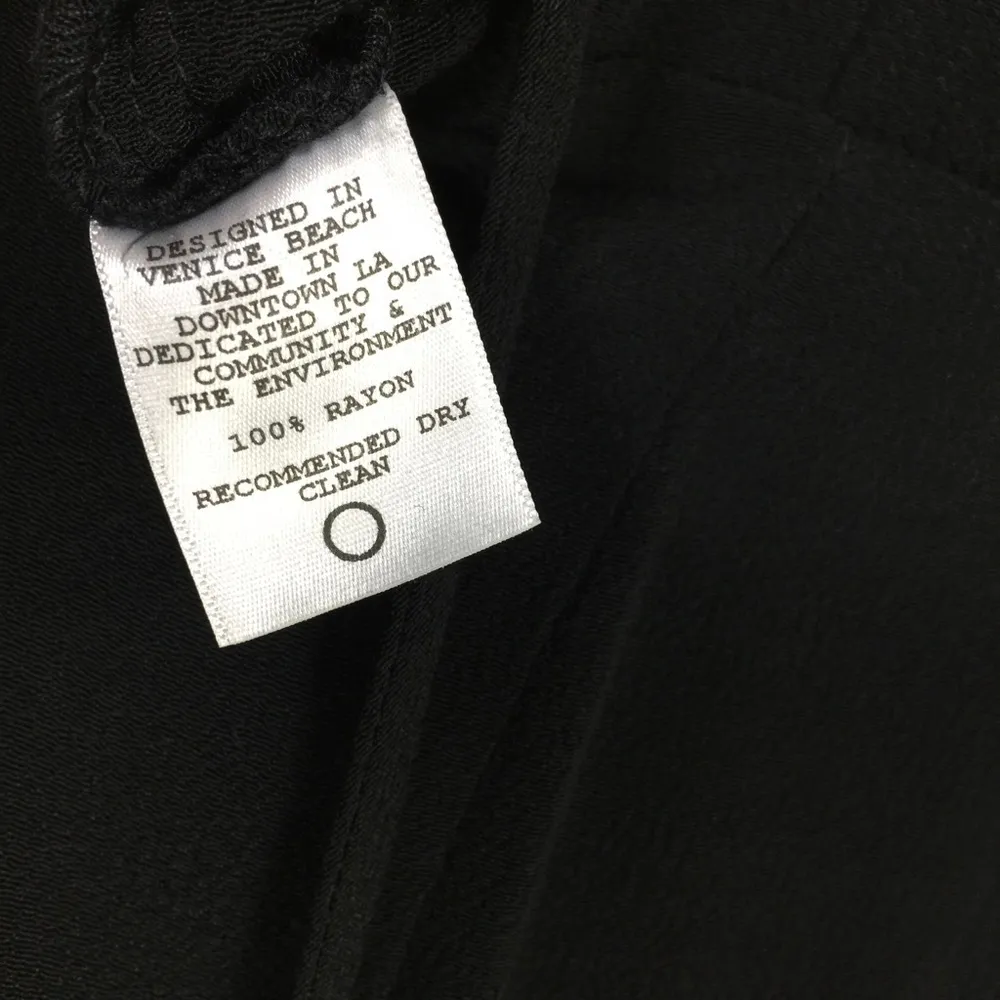 DESIGNED IN
VENICE BEACH
MADE IN
DOWNTOWN LA
DEDICATED TO OUR
COMMUNITY &
THE ENVIRONMENT
100% RAYON
RECOMMENDED DRY
CLEAN